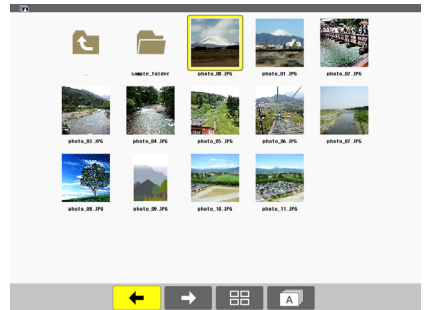 ..
sample_folder
photo_00.JPG
photo_01.JPG
photo_02.JPG
photo_03.JPG
photo_04.JPG
photo_05.JPG
photo_06.JPG
photo_07.JPG
photo_08.JPG
photo_09.JPG
photo_10.JPG
photo_11.JPG
A